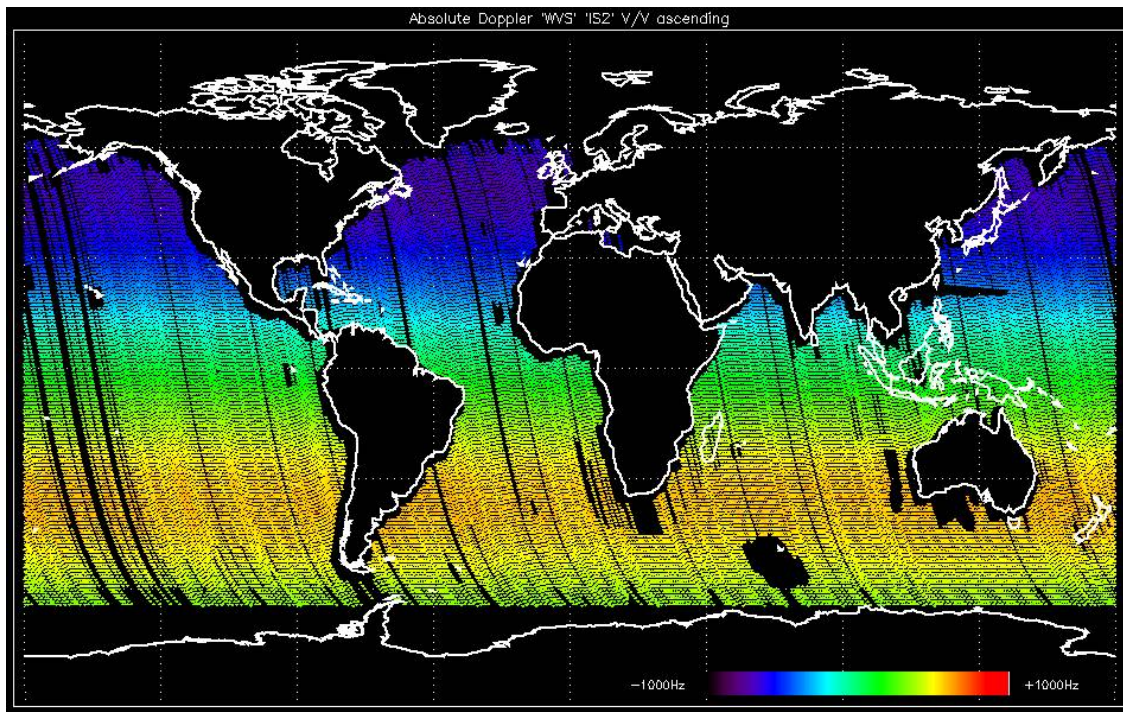 Absolute Doppler 'WVS' 'IS2' V/V ascending
−1000Hz
+1000Hz